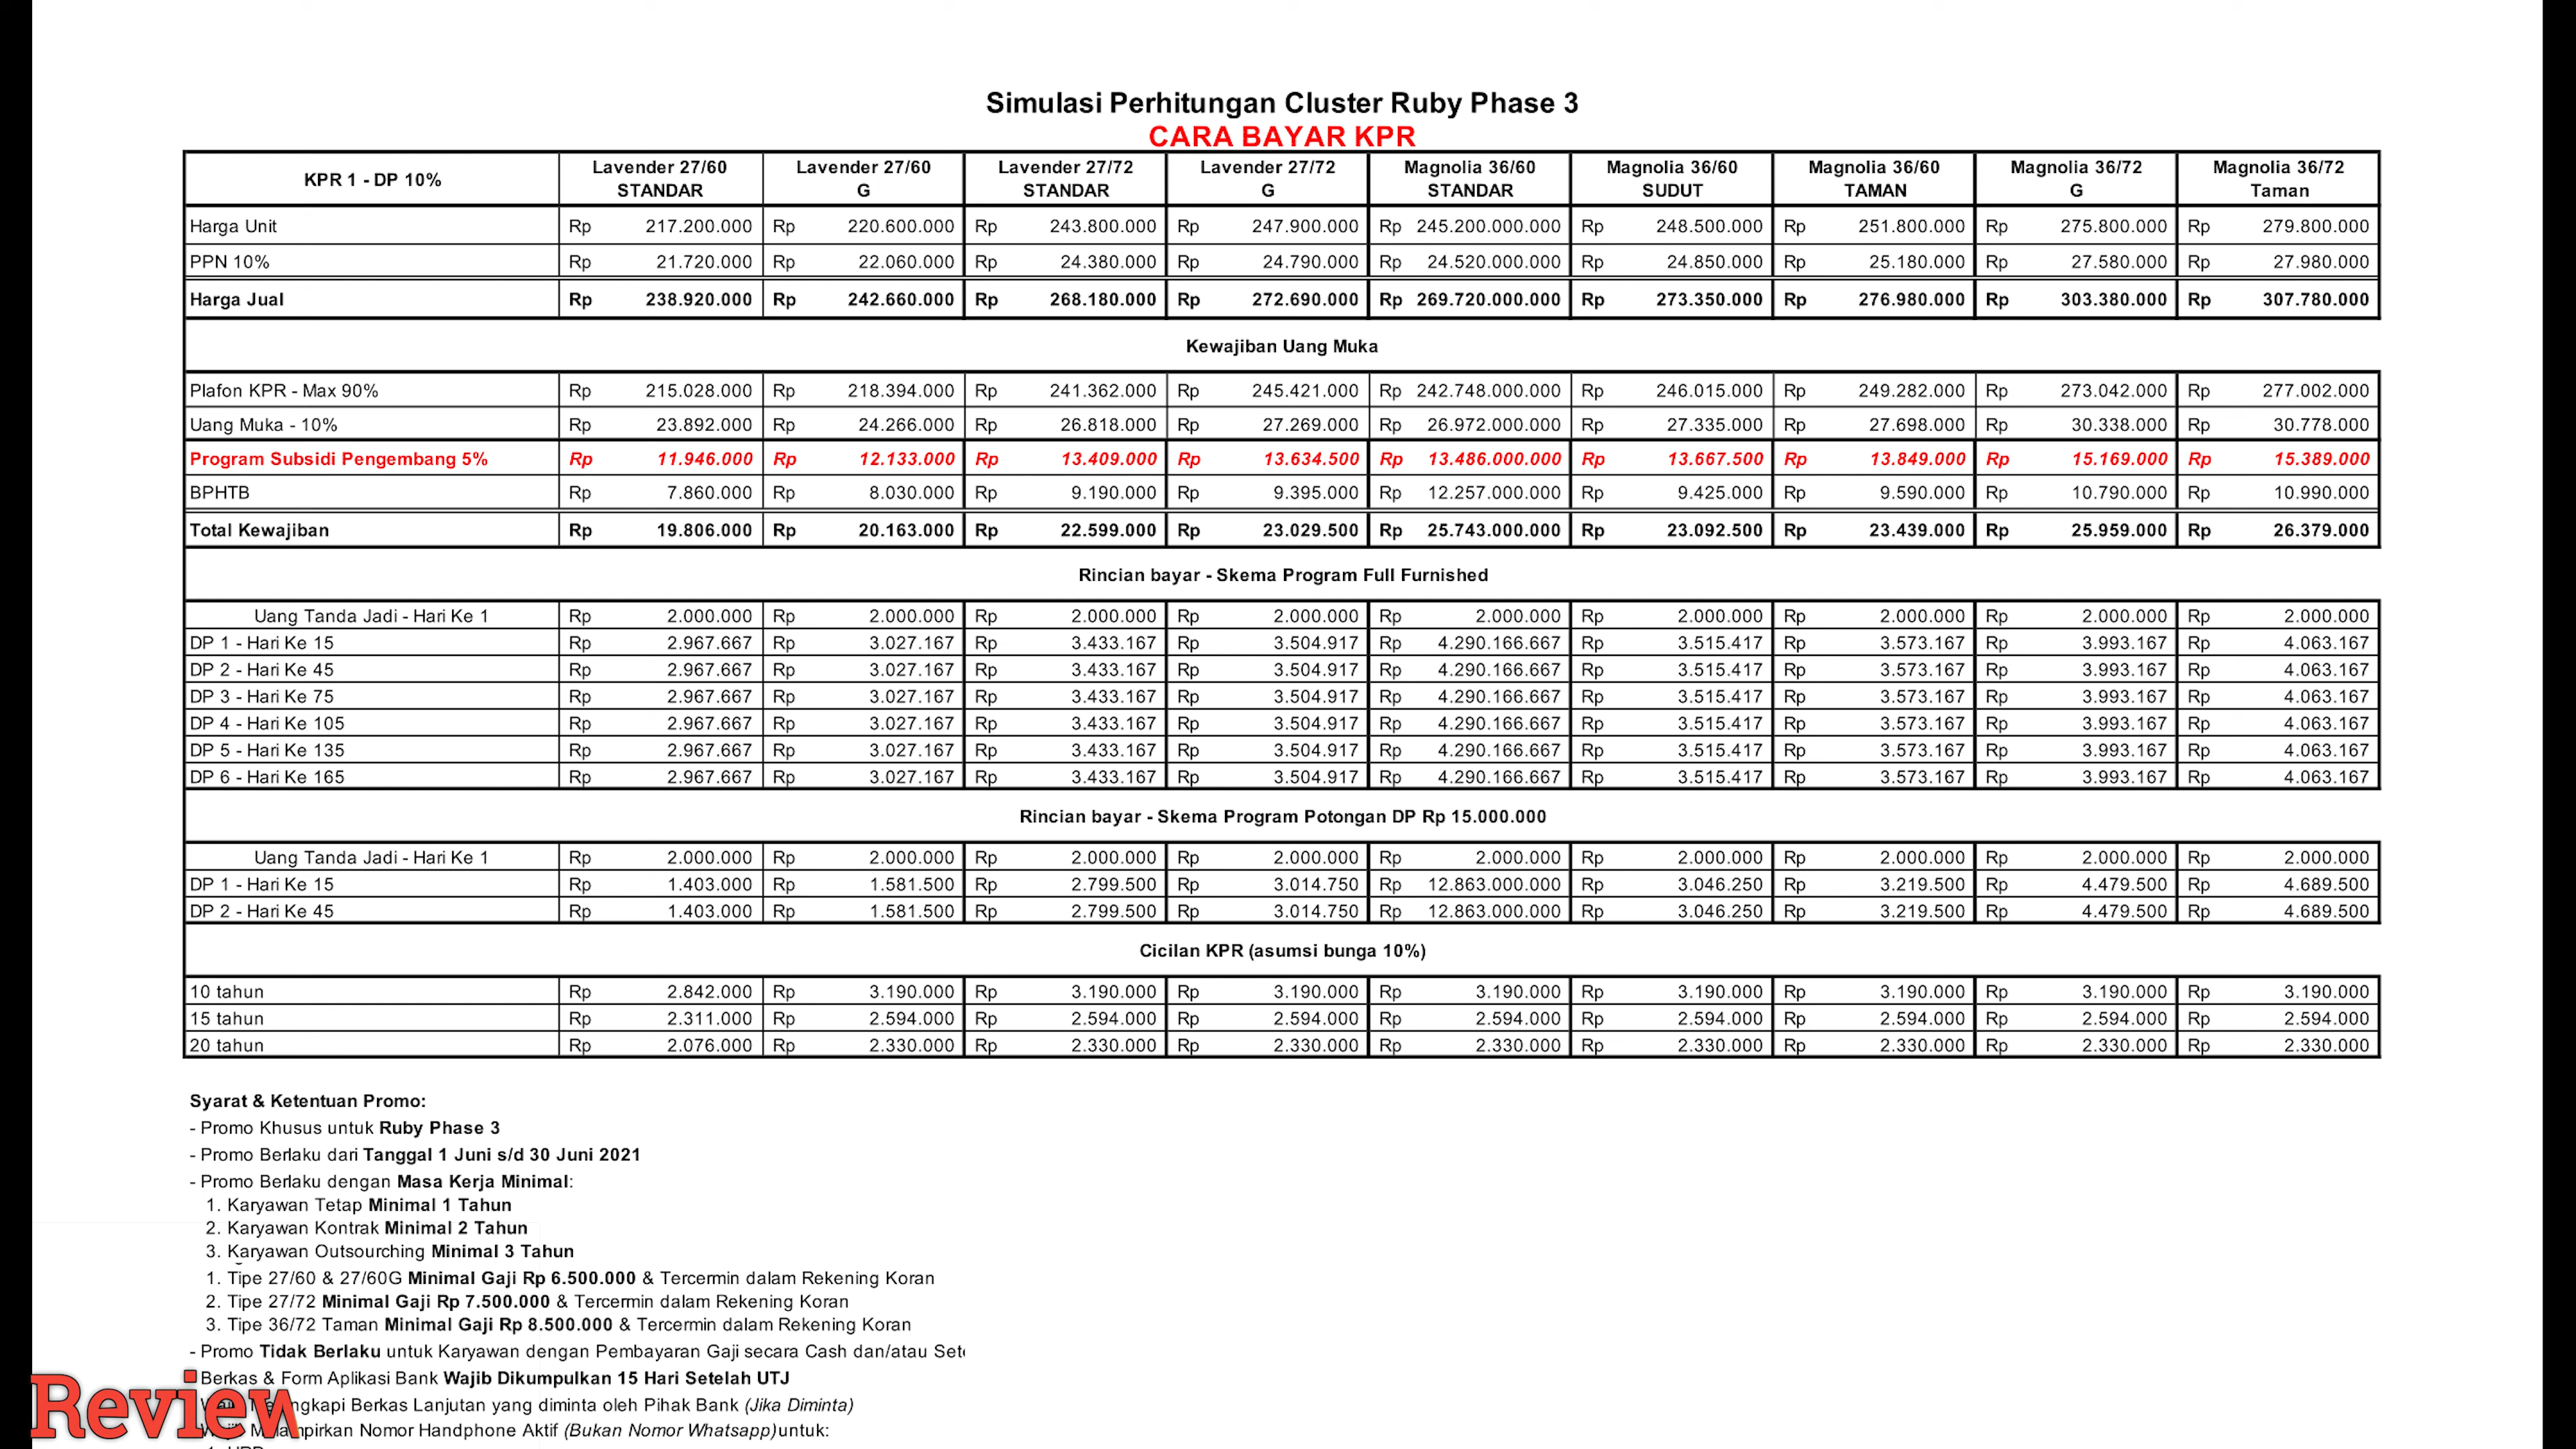 Simulasi Perhitungan Cluster Ruby Phase 3
CARA BAYAR KPR
KPR 1 - DP 10% Lavender 27/60 STANDAR Lavender 27/60 G Lavender 27/72 STANDAR Lavender 27/72 G Magnolia 36/60 STANDAR Magnolia 36/60 SUDUT Magnolia 36/60 TAMAN Magnolia 36/72 G Magnolia 36/72 Taman
Harga Unit Rp 217.200.000 Rp 220.600.000 Rp 243.800.000 Rp 247.900.000 Rp 245.200.000.000 Rp 248.500.000 Rp 251.800.000 Rp 275.800.000 Rp 279.800.000
PPN 10% Rp 21.720.000 Rp 22.060.000 Rp 24.380.000 Rp 24.790.000 Rp 24.520.000.000 Rp 24.850.000 Rp 25.180.000 Rp 27.580.000 Rp 27.980.000
Harga Jual Rp 238.920.000 Rp 242.660.000 Rp 268.180.000 Rp 272.690.000 Rp 269.720.000.000 Rp 273.350.000 Rp 276.980.000 Rp 303.380.000 Rp 307.780.000
Kewajiban Uang Muka
Plafon KPR - Max 90% Rp 215.028.000 Rp 218.394.000 Rp 241.362.000 Rp 245.421.000 Rp 242.748.000.000 Rp 246.015.000 Rp 249.282.000 Rp 273.042.000 Rp 277.002.000
Uang Muka - 10% Rp 23.892.000 Rp 24.266.000 Rp 26.818.000 Rp 27.269.000 Rp 26.972.000.000 Rp 27.335.000 Rp 27.698.000 Rp 30.338.000 Rp 30.778.000
Program Subsidi Pengembang 5% Rp 11.946.000 Rp 12.133.000 Rp 13.409.000 Rp 13.634.500 Rp 13.486.000.000 Rp 13.667.500 Rp 13.849.000 Rp 15.169.000 Rp 15.389.000
BPHTB Rp 7.860.000 Rp 8.030.000 Rp 9.190.000 Rp 9.395.000 Rp 12.257.000.000 Rp 9.425.000 Rp 9.590.000 Rp 10.790.000 Rp 10.990.000
Total Kewajiban Rp 19.806.000 Rp 20.163.000 Rp 22.599.000 Rp 23.029.500 Rp 25.743.000.000 Rp 23.092.500 Rp 23.439.000 Rp 25.959.000 Rp 26.379.000
Rincian bayar - Skema Program Full Furnished
Uang Tanda Jadi - Hari Ke 1 Rp 2.000.000 Rp 2.000.000 Rp 2.000.000 Rp 2.000.000 Rp 2.000.000 Rp 2.000.000 Rp 2.000.000 Rp 2.000.000 Rp 2.000.000
DP 1 - Hari Ke 15 Rp 2.967.667 Rp 3.027.167 Rp 3.433.167 Rp 3.504.917 Rp 4.290.166.667 Rp 3.515.417 Rp 3.573.167 Rp 3.993.167 Rp 4.063.167
DP 2 - Hari Ke 45 Rp 2.967.667 Rp 3.027.167 Rp 3.433.167 Rp 3.504.917 Rp 4.290.166.667 Rp 3.515.417 Rp 3.573.167 Rp 3.993.167 Rp 4.063.167
DP 3 - Hari Ke 75 Rp 2.967.667 Rp 3.027.167 Rp 3.433.167 Rp 3.504.917 Rp 4.290.166.667 Rp 3.515.417 Rp 3.573.167 Rp 3.993.167 Rp 4.063.167
DP 4 - Hari Ke 105 Rp 2.967.667 Rp 3.027.167 Rp 3.433.167 Rp 3.504.917 Rp 4.290.166.667 Rp 3.515.417 Rp 3.573.167 Rp 3.993.167 Rp 4.063.167
DP 5 - Hari Ke 135 Rp 2.967.667 Rp 3.027.167 Rp 3.433.167 Rp 3.504.917 Rp 4.290.166.667 Rp 3.515.417 Rp 3.573.167 Rp 3.993.167 Rp 4.063.167
DP 6 - Hari Ke 165 Rp 2.967.667 Rp 3.027.167 Rp 3.433.167 Rp 3.504.917 Rp 4.290.166.667 Rp 3.515.417 Rp 3.573.167 Rp 3.993.167 Rp 4.063.167
Rincian bayar - Skema Program Potongan DP Rp 15.000.000
Uang Tanda Jadi - Hari Ke 1 Rp 2.000.000 Rp 2.000.000 Rp 2.000.000 Rp 2.000.000 Rp 2.000.000 Rp 2.000.000 Rp 2.000.000 Rp 2.000.000 Rp 2.000.000
DP 1 - Hari Ke 15 Rp 1.403.000 Rp 1.581.500 Rp 2.799.500 Rp 3.014.750 Rp 12.863.000.000 Rp 3.046.250 Rp 3.219.500 Rp 4.479.500 Rp 4.689.500
DP 2 - Hari Ke 45 Rp 1.403.000 Rp 1.581.500 Rp 2.799.500 Rp 3.014.750 Rp 12.863.000.000 Rp 3.046.250 Rp 3.219.500 Rp 4.479.500 Rp 4.689.500
Cicilan KPR (asumsi bunga 10%)
10 tahun Rp 2.842.000 Rp 3.190.000 Rp 3.190.000 Rp 3.190.000 Rp 3.190.000 Rp 3.190.000 Rp 3.190.000 Rp 3.190.000 Rp 3.190.000
15 tahun Rp 2.311.000 Rp 2.594.000 Rp 2.594.000 Rp 2.594.000 Rp 2.594.000 Rp 2.594.000 Rp 2.594.000 Rp 2.594.000 Rp 2.594.000
20 tahun Rp 2.076.000 Rp 2.330.000 Rp 2.330.000 Rp 2.330.000 Rp 2.330.000 Rp 2.330.000 Rp 2.330.000 Rp 2.330.000 Rp 2.330.000
Syarat & Ketentuan Promo:
- Promo Khusus untuk Ruby Phase 3
- Promo Berlaku dari Tanggal 1 Juni s/d 30 Juni 2021
- Promo Berlaku dengan Masa Kerja Minimal:
1. Karyawan Tetap Minimal 1 Tahun
2. Karyawan Kontrak Minimal 2 Tahun
3. Karyawan Outsourching Minimal 3 Tahun
1. Tipe 27/60 & 27/60G Minimal Gaji Rp 6.500.000 & Tercermin dalam Rekening Koran
2. Tipe 27/72 Minimal Gaji Rp 7.500.000 & Tercermin dalam Rekening Koran
3. Tipe 36/72 Taman Minimal Gaji Rp 8.500.000 & Tercermin dalam Rekening Koran
- Promo Tidak Berlaku untuk Karyawan dengan Pembayaran Gaji secara Cash dan/atau
Berkas & Form Aplikasi Bank Wajib Dikumpulkan 15 Hari Setelah UTJ
Berkas Lanjutan yang diminta oleh Pihak Bank (Jika Diminta)
Nomor Handphone Aktif (Bukan Nomor Whatsapp)untuk:
Review